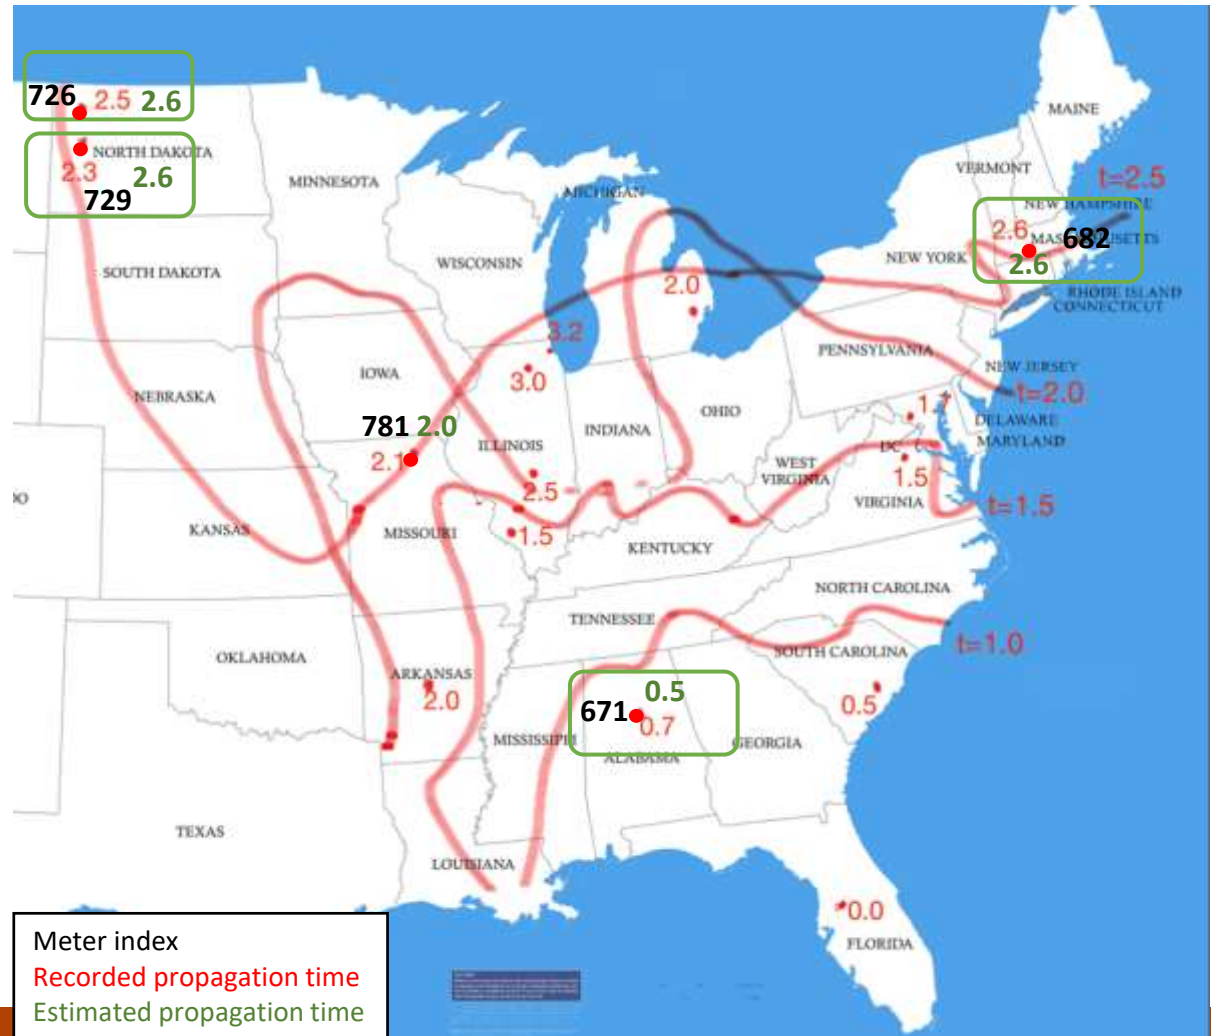 726 2.5 2.6
NORTH DAKOTA
2.3 2.6
729
MINNESOTA
SOUTH DAKOTA
WISCONSIN
MICHIGAN
MAINE
VERMONT
t=2.5
NEW HAMPSHIRE
2.6 MASSACHUSETTS
682
2.6
NEW YORK
RHODE ISLAND
CONNECTICUT
2.0
3.2
3.0
PENNSYLVANIA
NEW JERSEY
t=2.0
NEBRASKA
IOWA
781 2.0
2.1
ILLINOIS
INDIANA
OHIO
1.1
DELAWARE
MARYLAND
DC
WEST
VIRGINIA
1.5
VIRGINIA
t=1.5
2.5
KANSAS
MISSOURI
1.5
KENTUCKY
NORTH CAROLINA
TENNESSEE
t=1.0
OKLAHOMA
ARKANSAS
2.0
SOUTH CAROLINA
0.5
0.5
671
0.7
MISSISSIPPI
ALABAMA
GEORGIA
TEXAS
LOUISIANA
0.0
FLORIDA
Meter index
Recorded propagation time
Estimated propagation time